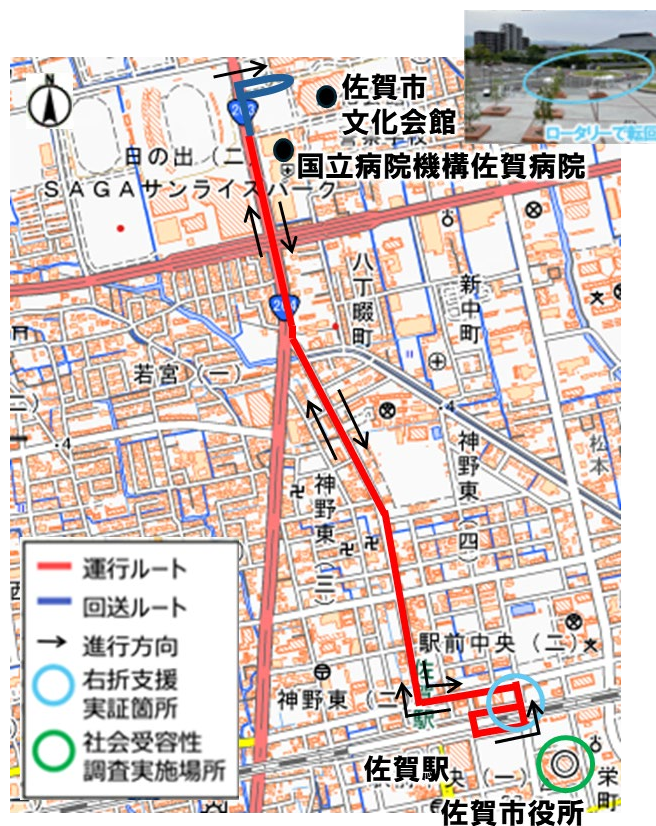 N
佐賀市
文化会館
ロータリーで転回
国立病院機構佐賀病院
日の出（二
ＳＡＧＡサンライズパーク
八丁畷町
新中町
若宮（一）
4
4
神野東（四）
松本
神野東（三）
運行ルート
回送ルート
進行方向
右折支援
実証箇所
社会受容性
調査実施場所
駅前中央（二）
神野東（二
佐賀駅
（一）
栄町
佐賀市役所